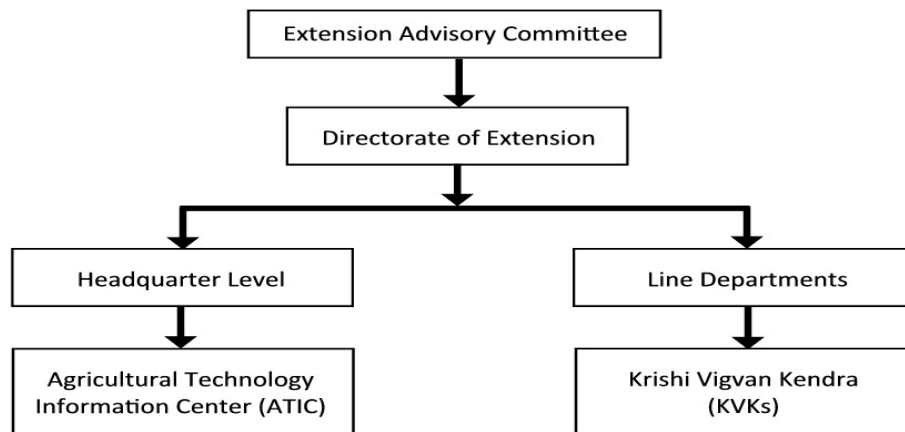 Extension Advisory Committee
Directorate of Extension
Headquarter Level
Line Departments
Agricultural Technology
Information Center (ATIC)
Krishi Vigvan Kendra
(KVKs)